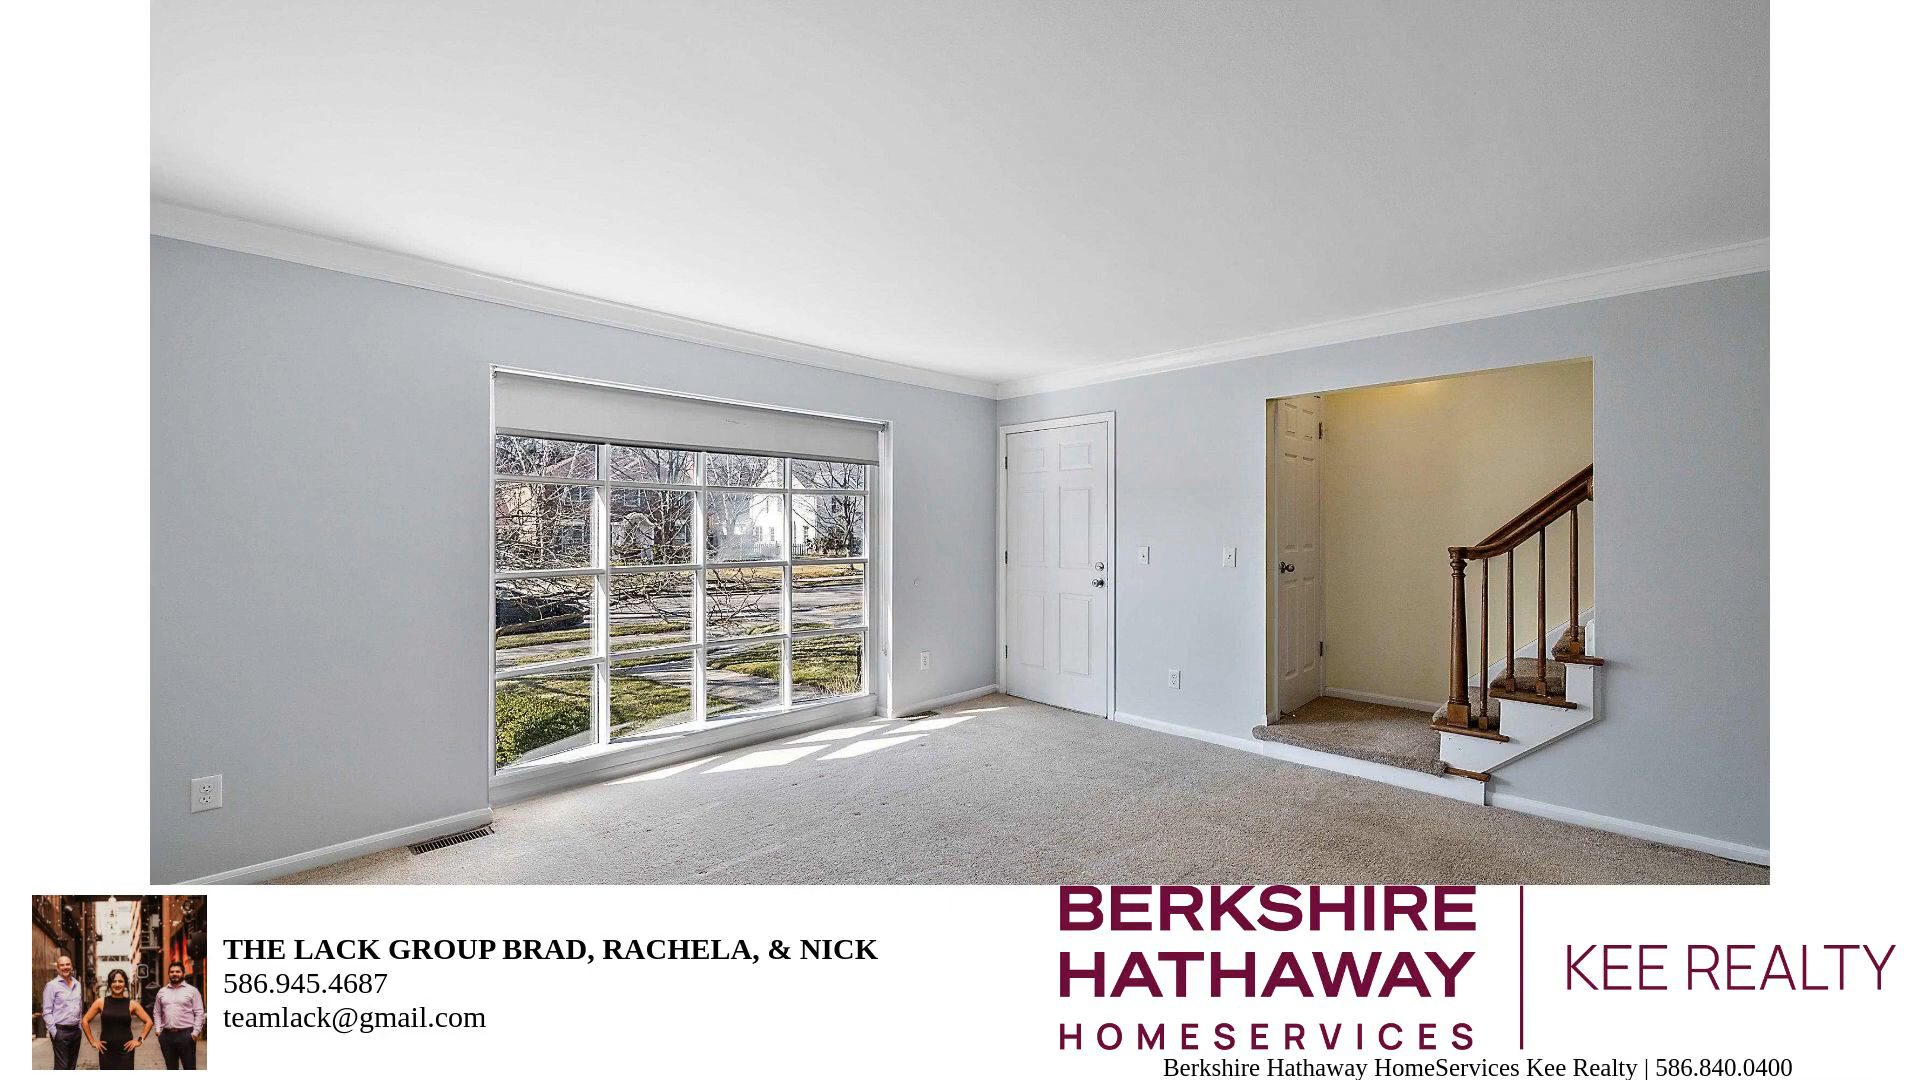 THE LACK GROUP BRAD, RACHELA, & NICK
586.945.4687
teamlack@gmail.com
BERKSHIRE
HATHAWAY
HOMESERVICES
KEE REALTY
Berkshire Hathaway HomeServices Kee Realty | 586.840.0400